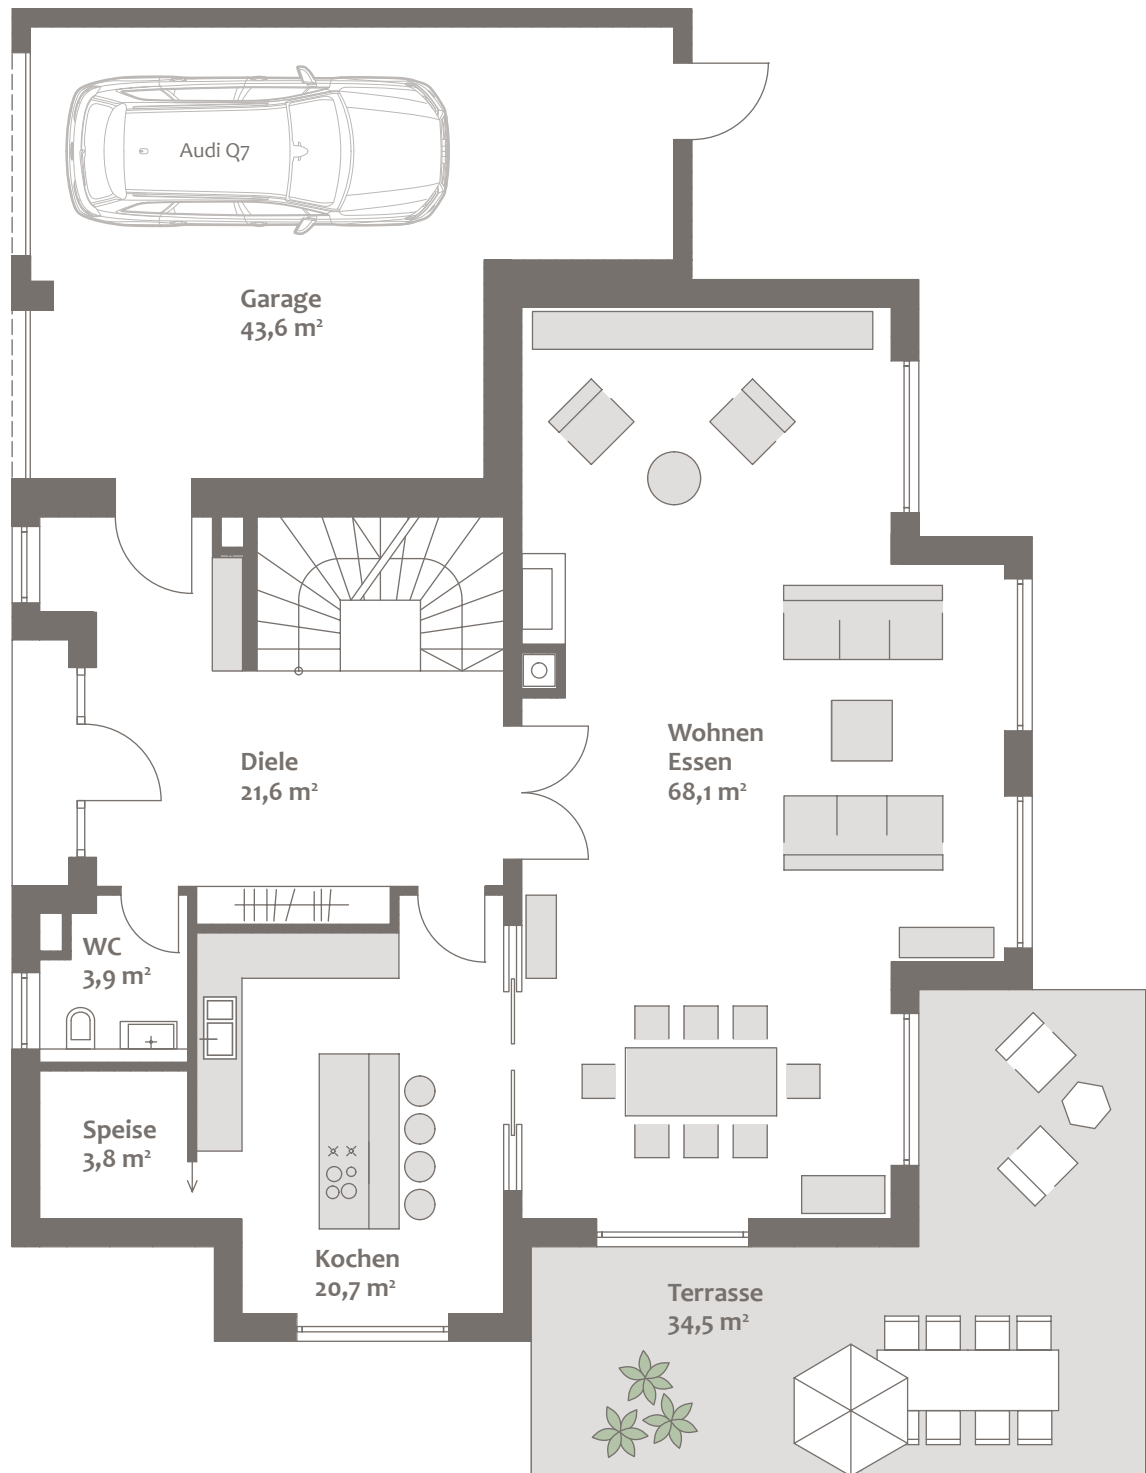 Audi Q7
Garage
43,6 m²
Wohnen
Essen
68,1 m²
Diele
21,6 m²
WC
3,9 m²
Speise
3,8 m²
Kochen
20,7 m²
Terrasse
34,5 m²